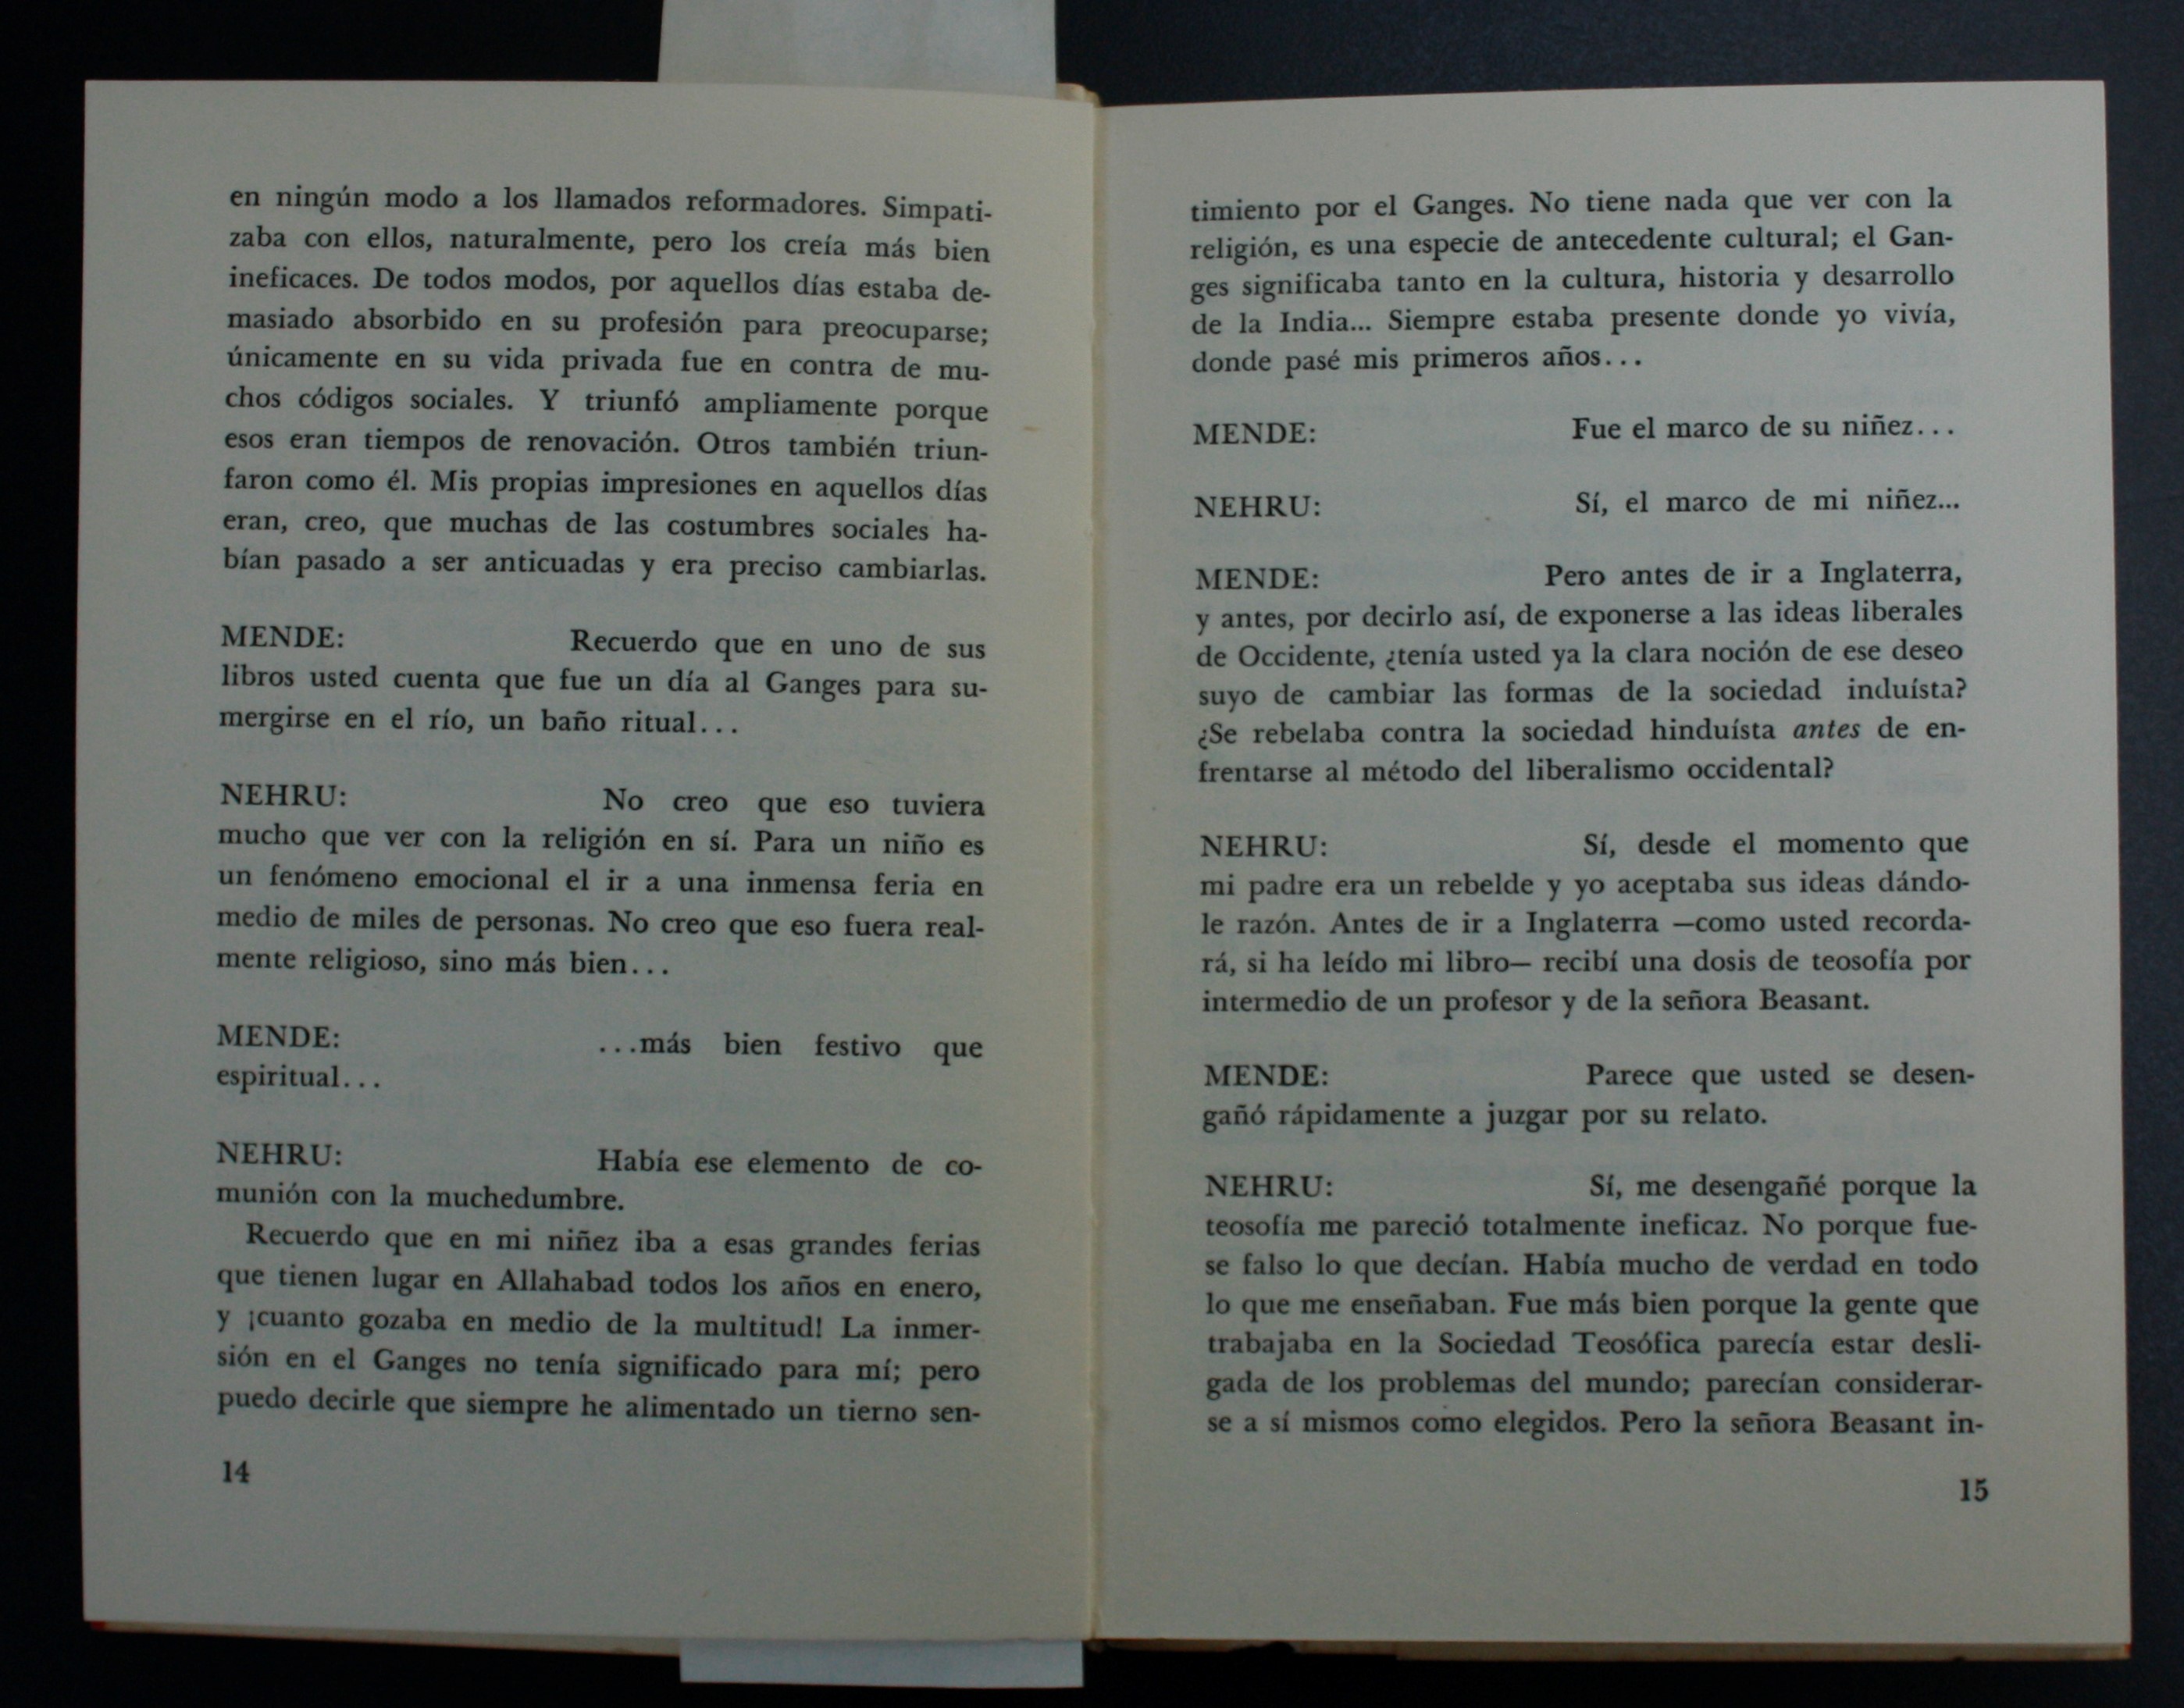 en ningún modo a los llamados reformadores. Simpati-
zaba con ellos, naturalmente, pero los creía más bien
ineficaces. De todos modos, por aquellos días estaba de-
masiado absorbido en su profesión para preocuparse;
únicamente en su vida privada fue en contra de mu-
chos códigos sociales. Y triunfó ampliamente porque
esos eran tiempos de renovación. Otros también triun-
faron como él. Mis propias impresiones en aquellos días
eran, creo, que muchas de las costumbres sociales ha-
bían pasado a ser anticuadas y era preciso cambiarlas.
MENDE: Recuerdo que en uno de sus
libros usted cuenta que fue un día al Ganges para su-
mergirse en el río, un baño ritual...
NEHRU: No creo que eso tuviera
mucho que ver con la religión en sí. Para un niño es
un fenómeno emocional el ir a una inmensa feria en
medio de miles de personas. No creo que eso fuera real-
mente religioso, sino más bien...
MENDE: ...más bien festivo que
espiritual...
NEHRU: Había ese elemento de co-
munión con la muchedumbre.
Recuerdo que en mi niñez iba a esas grandes ferias
que tienen lugar en Allahabad todos los años en enero,
y ¡cuanto gozaba en medio de la multitud! La inmer-
sión en el Ganges no tenía significado para mí; pero
puedo decirle que siempre he alimentado un tierno sen-
14
timiento por el Ganges. No tiene nada que ver con la
religión, es una especie de antecedente cultural; el Gan-
ges significaba tanto en la cultura, historia y desarrollo
de la India... Siempre estaba presente donde yo vivía,
donde pasé mis primeros años...
MENDE: Fue el marco de su niñez...
NEHRU: Sí, el marco de mi niñez...
MENDE: Pero antes de ir a Inglaterra,
y antes, por decirlo así, de exponerse a las ideas liberales
de Occidente, ¿tenía usted ya la clara noción de ese deseo
suyo de cambiar las formas de la sociedad induísta?
¿Se rebelaba contra la sociedad hinduísta antes de en-
frentarse al método del liberalismo occidental?
NEHRU: Sí, desde el momento que
mi padre era un rebelde y yo aceptaba sus ideas dándo-
le razón. Antes de ir a Inglaterra —como usted recorda-
rá, si ha leído mi libro— recibí una dosis de teosofía por
intermedio de un profesor y de la señora Beasant.
MENDE: Parece que usted se desen-
gañó rápidamente a juzgar por su relato.
NEHRU: Sí, me desengañé porque la
teosofía me pareció totalmente ineficaz. No porque fue-
se falso lo que decían. Había mucho de verdad en todo
lo que me enseñaban. Fue más bien porque la gente que
trabajaba en la Sociedad Teosófica parecía estar desli-
gada de los problemas del mundo; parecían considerar-
se a sí mismos como elegidos. Pero la señora Beasant in-
15